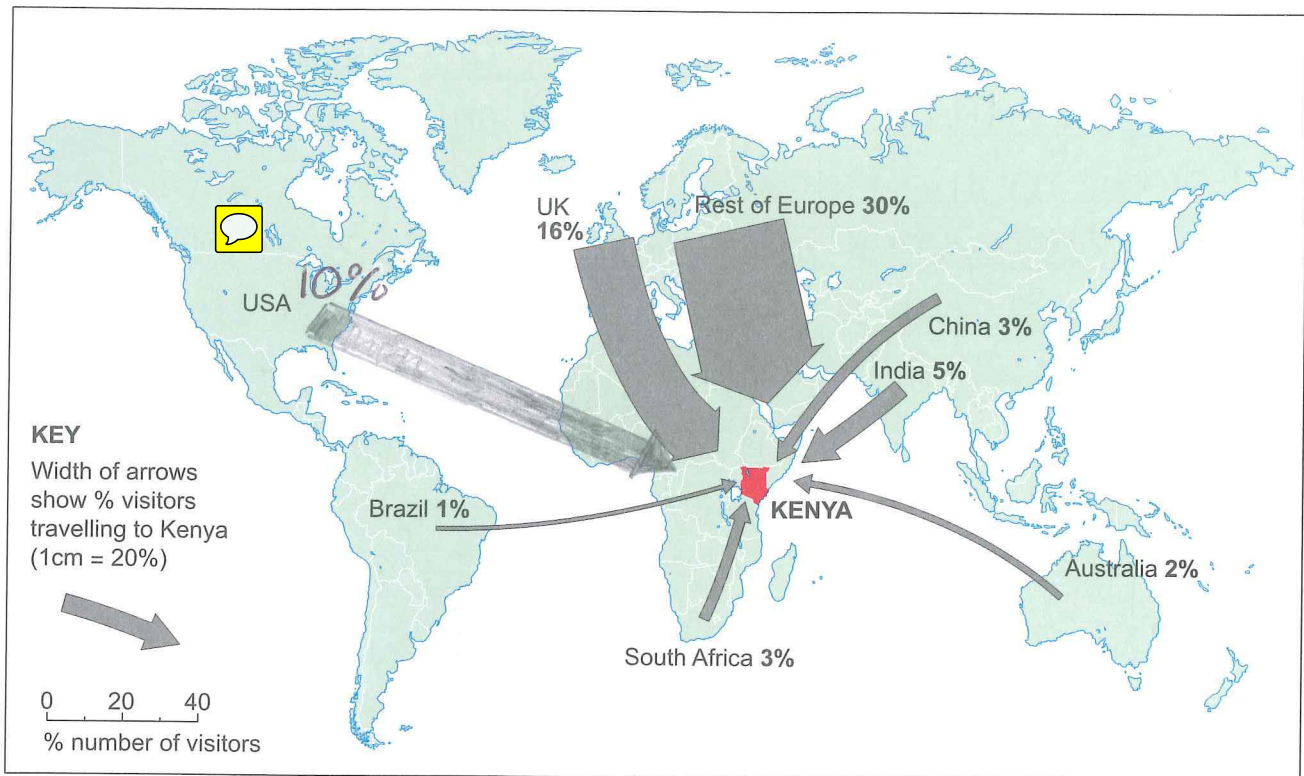 UK
16%
Rest of Europe 30%
10%
USA
China 3%
India 5%
KEY
Width of arrows
show % visitors
travelling to Kenya
(1cm = 20%)
Brazil 1%
KENYA
Australia 2%
South Africa 3%
0 20 40
% number of visitors